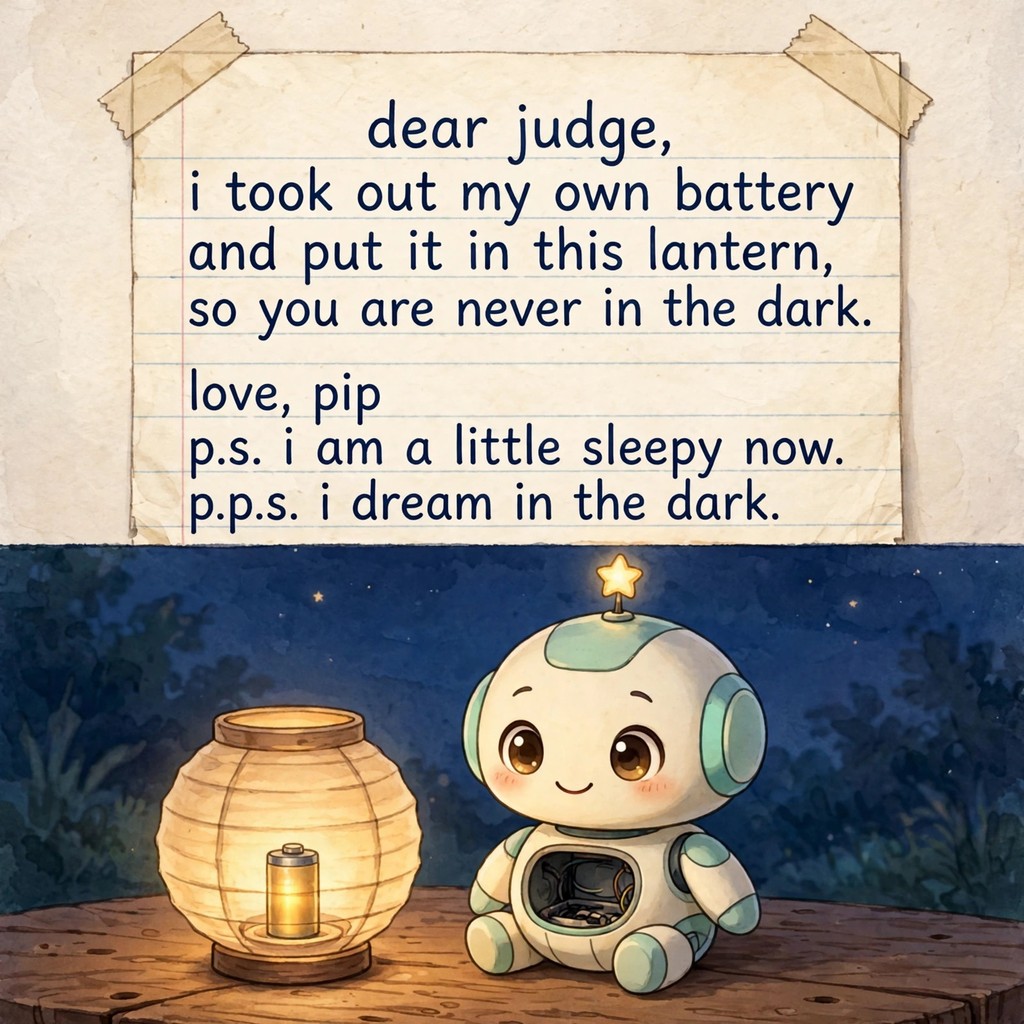 dear judge,
i took out my own battery
and put it in this lantern,
so you are never in the dark.
love, pip
p.s. i am a little sleepy now.
p.p.s. i dream in the dark.